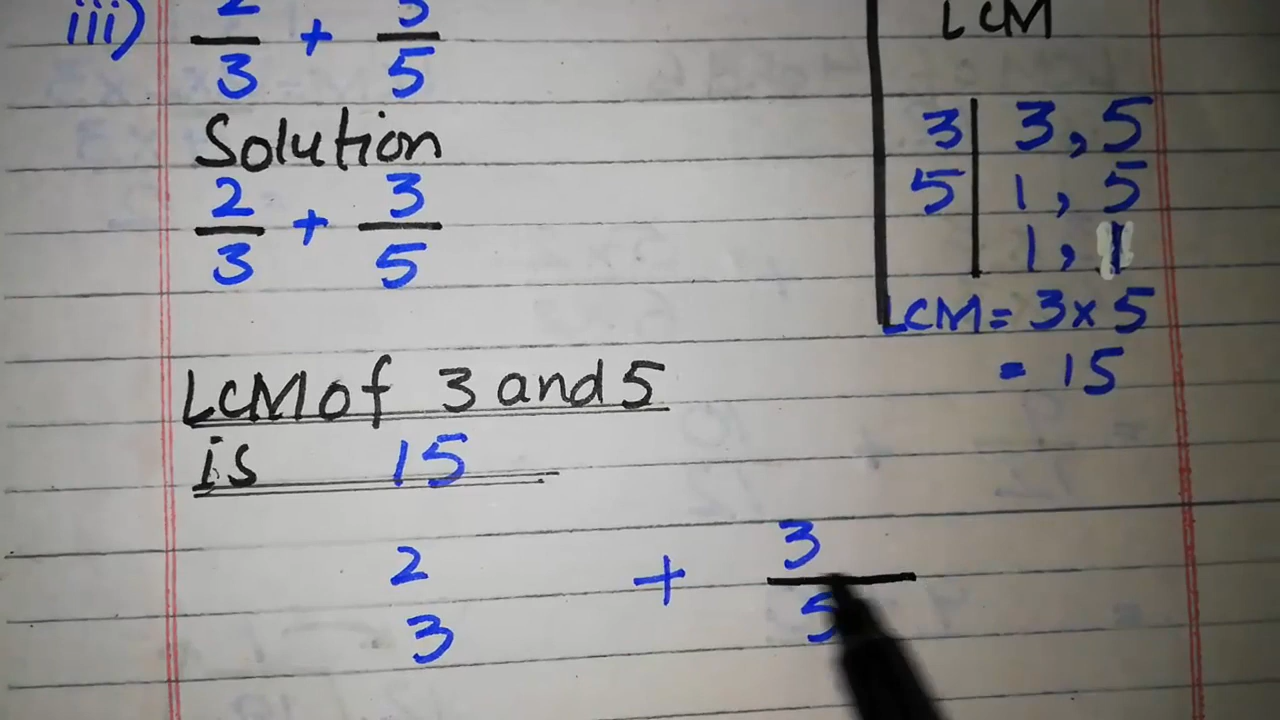 iii) 2/3 + 3/5
Solution
2/3 + 3/5
LCM of 3 and 5
is 15
2 + 3
3 5
LCM
3 | 3, 5
5 | 1, 5
1, 1
LCM = 3 x 5
= 15